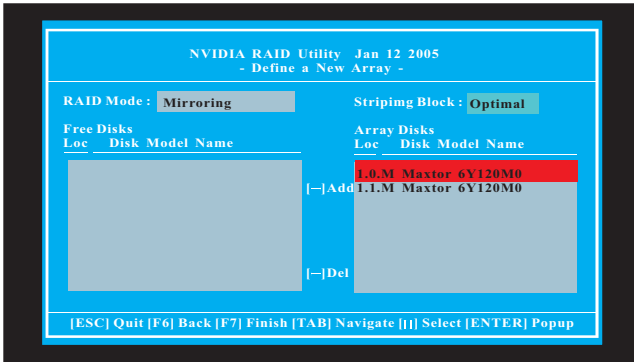 NVIDIA RAID Utility Jan 12 2005
- Define a New Array -
RAID Mode : Mirroring
Stripimg Block : Optimal
Free Disks
Loc Disk Model Name
Array Disks
Loc Disk Model Name
1.0.M Maxtor 6Y120M0
1.1.M Maxtor 6Y120M0
[—]Add
[—]Del
[ESC] Quit [F6] Back [F7] Finish [TAB] Navigate [||] Select [ENTER] Popup